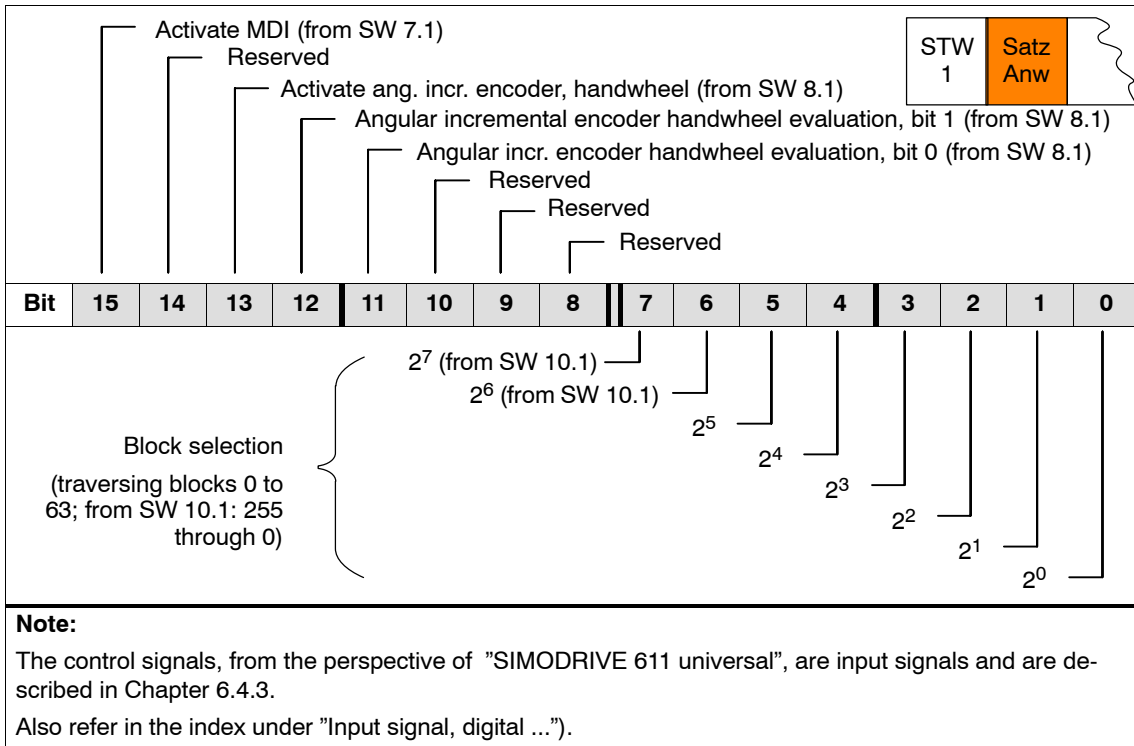 Activate MDI (from SW 7.1)
Reserved
Activate ang. incr. encoder, handwheel (from SW 8.1)
Angular incremental encoder handwheel evaluation, bit 1 (from SW 8.1)
Angular incr. encoder handwheel evaluation, bit 0 (from SW 8.1)
Reserved
Reserved
Reserved
STW
1
Satz
Anw
Bit 15 14 13 12 11 10 9 8 7 6 5 4 3 2 1 0
2⁷ (from SW 10.1)
2⁶ (from SW 10.1)
2⁵
2⁴
2³
2²
2¹
2⁰
Block selection
(traversing blocks 0 to
63; from SW 10.1: 255
through 0)
Note:
The control signals, from the perspective of ”SIMODRIVE 611 universal”, are input signals and are de-
scribed in Chapter 6.4.3.
Also refer in the index under ”Input signal, digital ...”).